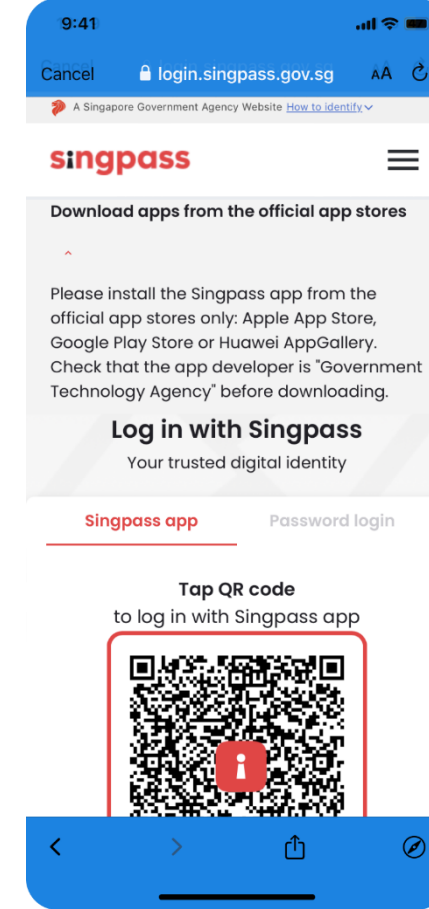 9:41
Cancel login.singpass.gov.sg AA
A Singapore Government Agency Website How to identify
singpass
Download apps from the official app stores
Please install the Singpass app from the
official app stores only: Apple App Store,
Google Play Store or Huawei AppGallery.
Check that the app developer is "Government
Technology Agency" before downloading.
Log in with Singpass
Your trusted digital identity
Singpass app Password login
Tap QR code
to log in with Singpass app